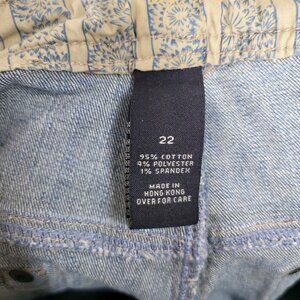 22
95% COTTON
4% POLYESTER
1% SPANDEX
MADE IN
HONG KONG
OVER FOR CARE